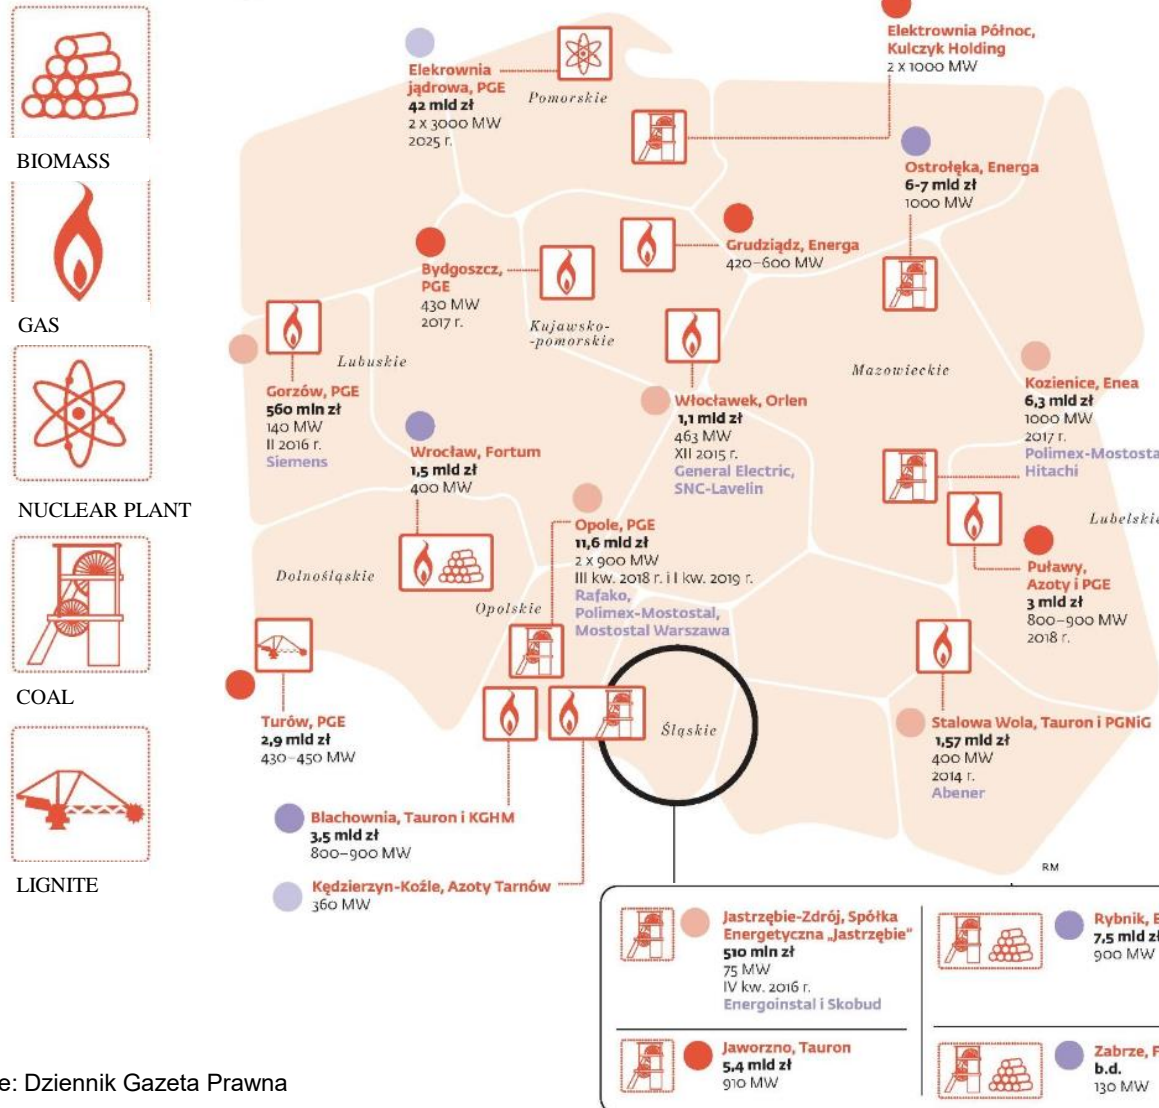 BIOMASS
GAS
NUCLEAR PLANT
COAL
LIGNITE
Elekrownia
jądrowa, PGE
42 mld zł
2 x 3000 MW
2025 r.
Pomorskie
Elektrownia Północ,
Kulczyk Holding
2 x 1000 MW
Ostrołęka, Energa
6-7 mld zł
1000 MW
Grudziądz, Energa
420–600 MW
Bydgoszcz,
PGE
430 MW
2017 r.
Kujawsko-
-pomorskie
Lubuskie
Gorzów, PGE
560 mln zł
140 MW
II 2016 r.
Siemens
Mazowieckie
Włocławek, Orlen
1,1 mld zł
463 MW
XII 2015 r.
General Electric,
SNC-Lavelin
Kozienice, Enea
6,3 mld zł
1000 MW
2017 r.
Polimex-Mostosta
Hitachi
Wrocław, Fortum
1,5 mld zł
400 MW
Opole, PGE
11,6 mld zł
2 x 900 MW
III kw. 2018 r. i I kw. 2019 r.
Rafako,
Polimex-Mostostal,
Mostostal Warszawa
Lubelskie
Dolnośląskie
Opolskie
Puławy,
Azoty i PGE
3 mld zł
800–900 MW
2018 r.
Turów, PGE
2,9 mld zł
430–450 MW
Śląskie
Stalowa Wola, Tauron i PGNiG
1,57 mld zł
400 MW
2014 r.
Abener
Blachownia, Tauron i KGHM
3,5 mld zł
800–900 MW
Kędzierzyn-Koźle, Azoty Tarnów
360 MW
RM
Jastrzębie-Zdrój, Spółka
Energetyczna „Jastrzębie"
510 mln zł
75 MW
IV kw. 2016 r.
Energoinstal i Skobud
Rybnik, E
7,5 mld zł
900 MW
Jaworzno, Tauron
5,4 mld zł
910 MW
Zabrze, F
b.d.
130 MW
e: Dziennik Gazeta Prawna